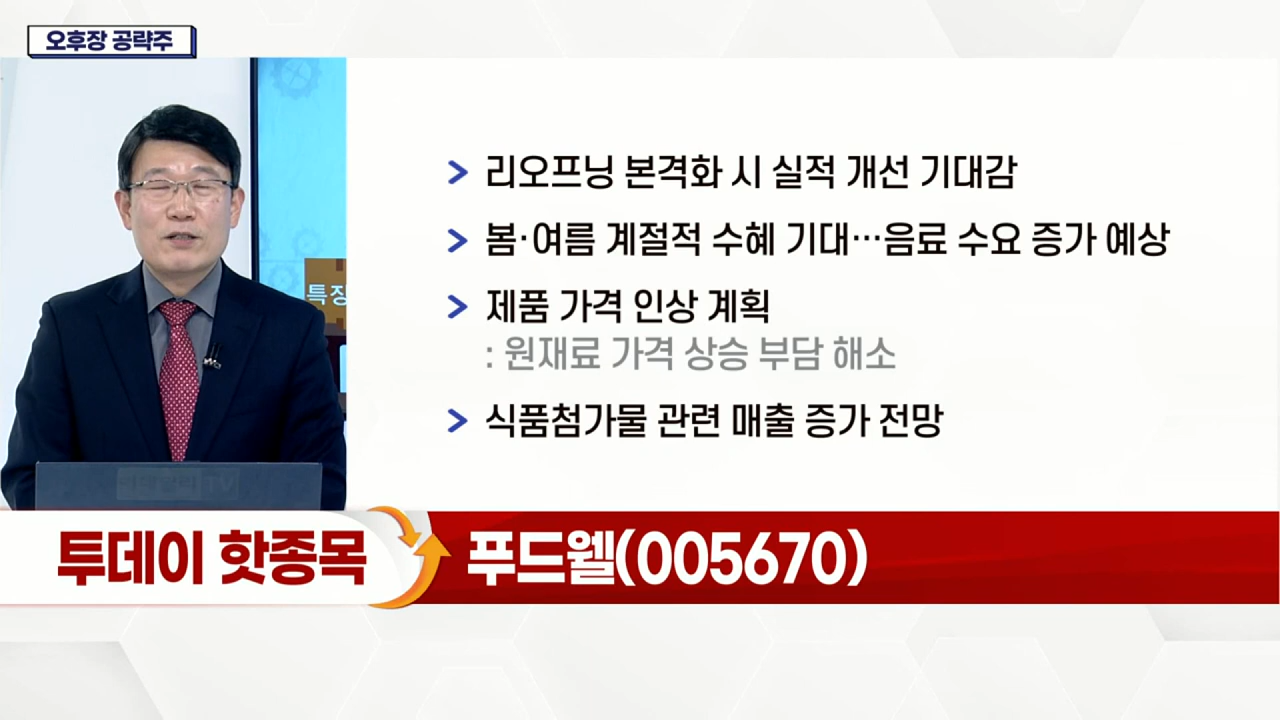 오후장 공략주
> 리오프닝 본격화 시 실적 개선 기대감
> 봄·여름 계절적 수혜 기대…음료 수요 증가 예상
> 제품 가격 인상 계획
: 원재료 가격 상승 부담 해소
> 식품첨가물 관련 매출 증가 전망
특징
투데이 핫종목
푸드웰(005670)